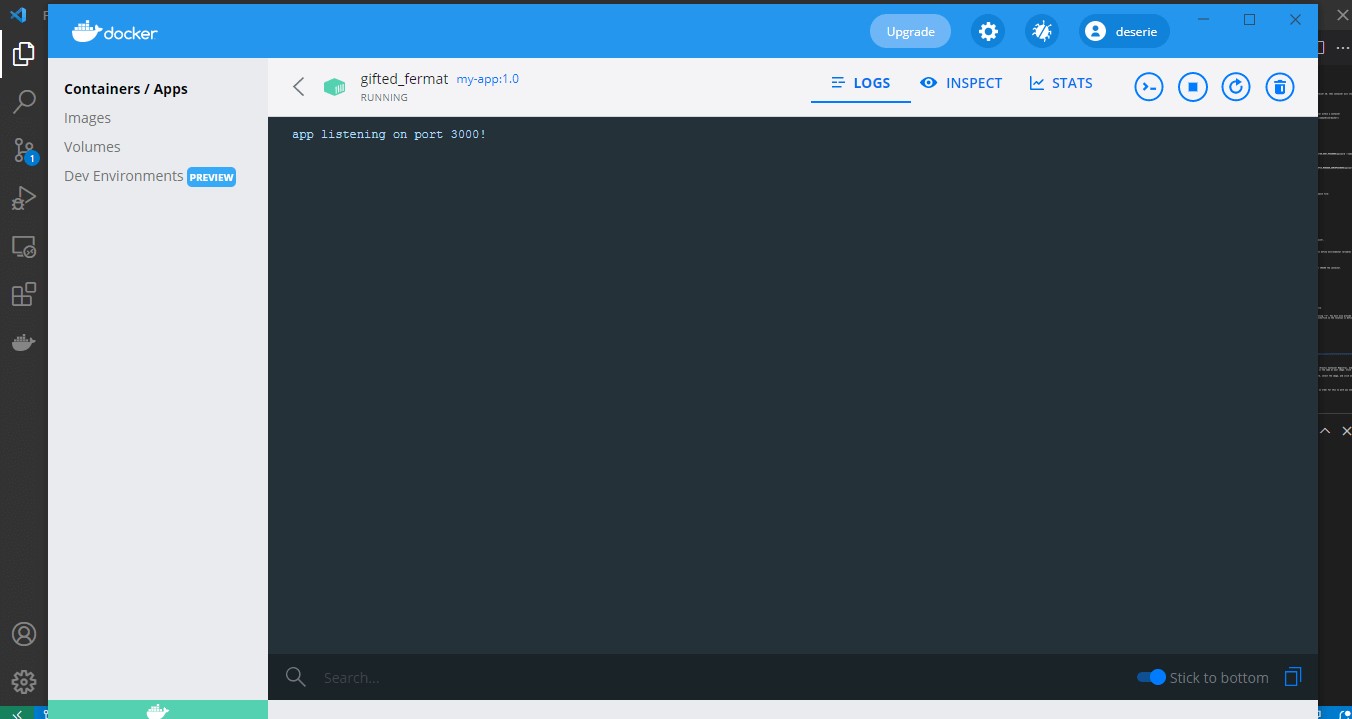 docker
Upgrade
deserie
Containers / Apps
Images
Volumes
Dev Environments PREVIEW
gifted_fermat my-app:1.0
RUNNING
LOGS
INSPECT
STATS
app listening on port 3000!
Search...
Stick to bottom
1